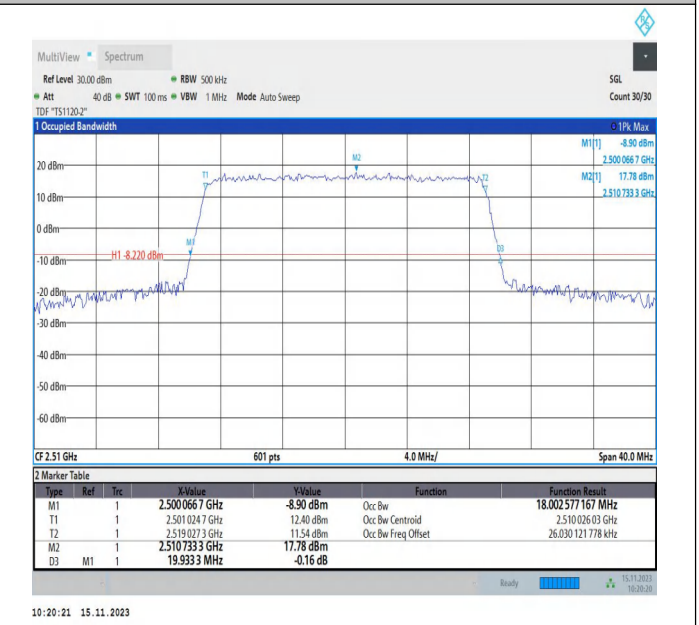 R S
MultiView Spectrum
Ref Level 30.00 dBm RBW 500 kHz SGL
Att 40 dB SWT 100 ms VBW 1 MHz Mode Auto Sweep Count 30/30
TDF "TS1120-2"
1 Occupied Bandwidth 1Pk Max
M1[1] -8.90 dBm
2.500 066 7 GHz
M2[1] 17.78 dBm
2.510 733 3 GHz
M2
T1
T2
20 dBm
10 dBm
0 dBm
M1
D3
H1 -8.220 dBm
-10 dBm
-20 dBm
-30 dBm
-40 dBm
-50 dBm
-60 dBm
CF 2.51 GHz 601 pts 4.0 MHz/ Span 40.0 MHz
2 Marker Table
Type Ref Trc X-Value Y-Value Function Function Result
M1 1 2.500 066 7 GHz -8.90 dBm Occ Bw 18.002 577 167 MHz
T1 1 2.501 024 7 GHz 12.40 dBm Occ Bw Centroid 2.510 026 03 GHz
T2 1 2.519 027 3 GHz 11.54 dBm Occ Bw Freq Offset 26.030 121 778 kHz
M2 1 2.510 733 3 GHz 17.78 dBm
D3 M1 1 19.933 3 MHz -0.16 dB
Ready 15.11.2023
10:20:20
10:20:21 15.11.2023